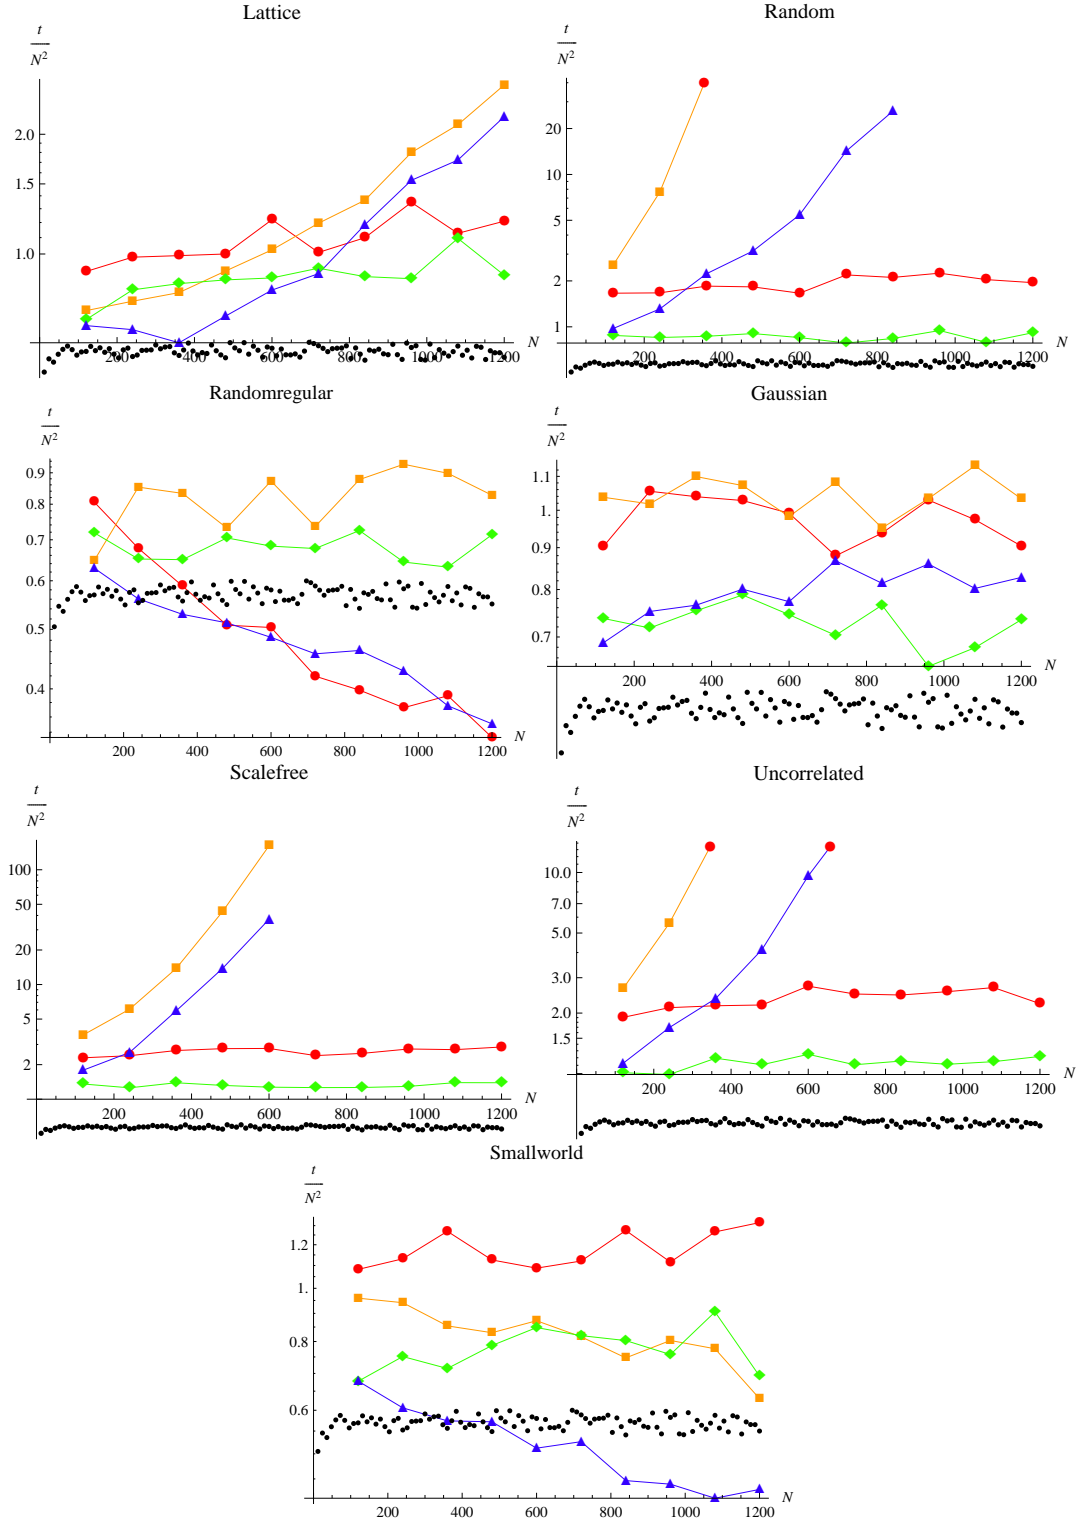 Lattice
t
N²
2.0
1.5
1.0
200 400 600 800 1000 1200 N
Random
t
N²
20
10
5
2
1
200 400 600 800 1000 1200 N
Randomregular
t
N²
0.9
0.8
0.7
0.6
0.5
0.4
200 400 600 800 1000 1200 N
Gaussian
t
N²
1.1
1.
0.9
0.8
0.7
200 400 600 800 1000 1200 N
Scalefree
t
N²
100
50
20
10
5
2
200 400 600 800 1000 1200 N
Uncorrelated
t
N²
10.0
7.0
5.0
3.0
2.0
1.5
200 400 600 800 1000 1200 N
Smallworld
t
N²
1.2
1.
0.8
0.6
200 400 600 800 1000 1200 N